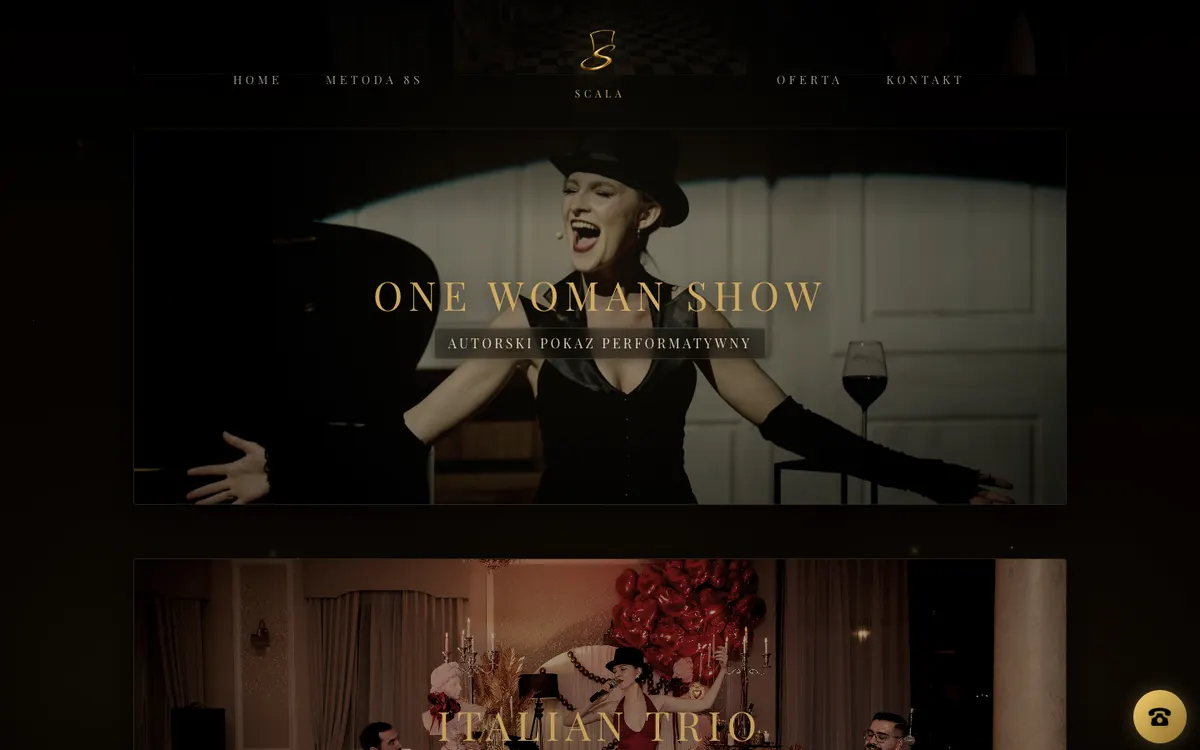 HOME
METODA 8S
S
SCALA
OFERTA
KONTAKT
ONE WOMAN SHOW
AUTORSKI POKAZ PERFORMATYWNY
ITALIAN TRIO